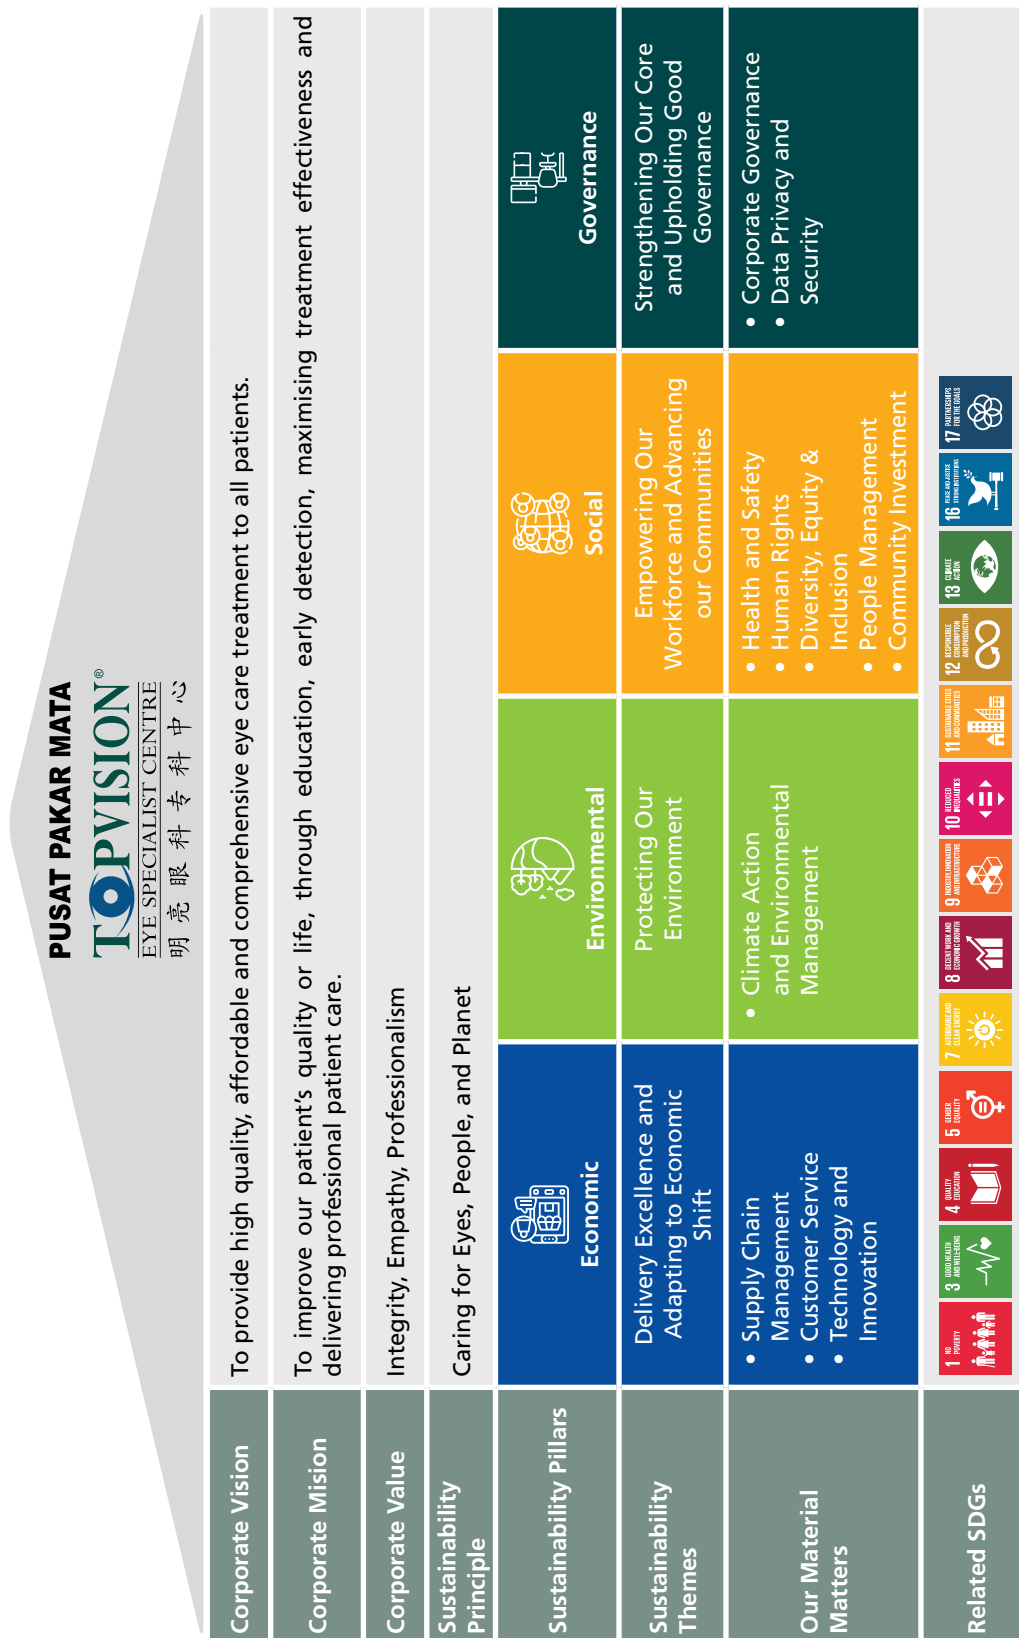 PUSAT PAKAR MATA
TOPVISION®
EYE SPECIALIST CENTRE
明亮眼科专科中心
Corporate Vision
To provide high quality, affordable and comprehensive eye care treatment to all patients.
Corporate Mision
To improve our patient's quality or life, through education, early detection, maximising treatment effectiveness and
delivering professional patient care.
Corporate Value
Integrity, Empathy, Professionalism
Sustainability
Principle
Caring for Eyes, People, and Planet
Sustainability Pillars
Economic
Environmental
Social
Governance
Sustainability
Themes
Delivery Excellence and
Adapting to Economic
Shift
Protecting Our
Environment
Empowering Our
Workforce and Advancing
our Communities
Strengthening Our Core
and Upholding Good
Governance
Our Material
Matters
• Supply Chain
Management
• Customer Service
• Technology and
Innovation
• Climate Action
and Environmental
Management
• Health and Safety
• Human Rights
• Diversity, Equity &
Inclusion
• People Management
• Community Investment
• Corporate Governance
• Data Privacy and
Security
Related SDGs
1 NO
POVERTY
3 GOOD HEALTH
AND WELL-BEING
4 QUALITY
EDUCATION
5 GENDER
EQUALITY
7 AFFORDABLE AND
CLEAN ENERGY
8 DECENT WORK AND
ECONOMIC GROWTH
9 INDUSTRY, INNOVATION
AND INFRASTRUCTURE
10 REDUCED
INEQUALITIES
11 SUSTAINABLE CITIES
AND COMMUNITIES
12 RESPONSIBLE
CONSUMPTION
AND PRODUCTION
13 CLIMATE
ACTION
16 PEACE AND JUSTICE
STRONG INSTITUTIONS
17 PARTNERSHIPS
FOR THE GOALS